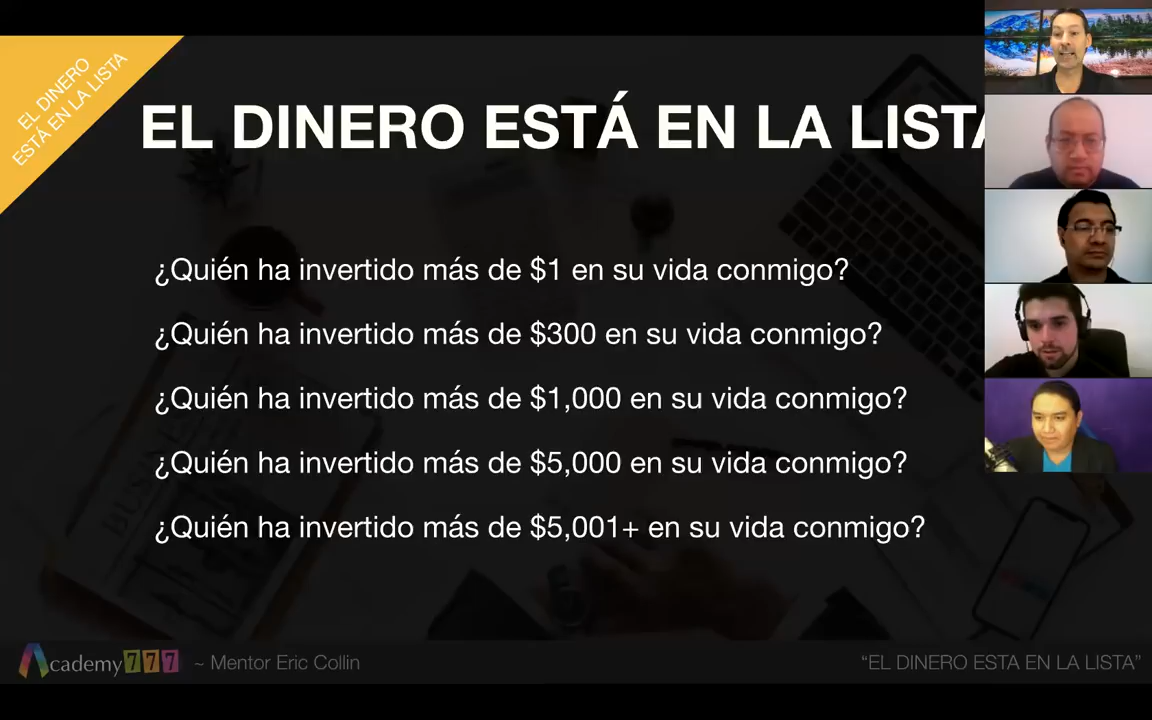 EL DINERO
ESTÁ EN LA LISTA
EL DINERO ESTÁ EN LA LISTA
¿Quién ha invertido más de $1 en su vida conmigo?
¿Quién ha invertido más de $300 en su vida conmigo?
¿Quién ha invertido más de $1,000 en su vida conmigo?
¿Quién ha invertido más de $5,000 en su vida conmigo?
¿Quién ha invertido más de $5,001+ en su vida conmigo?
Academy777 ~ Mentor Eric Collin
“EL DINERO ESTA EN LA LISTA”